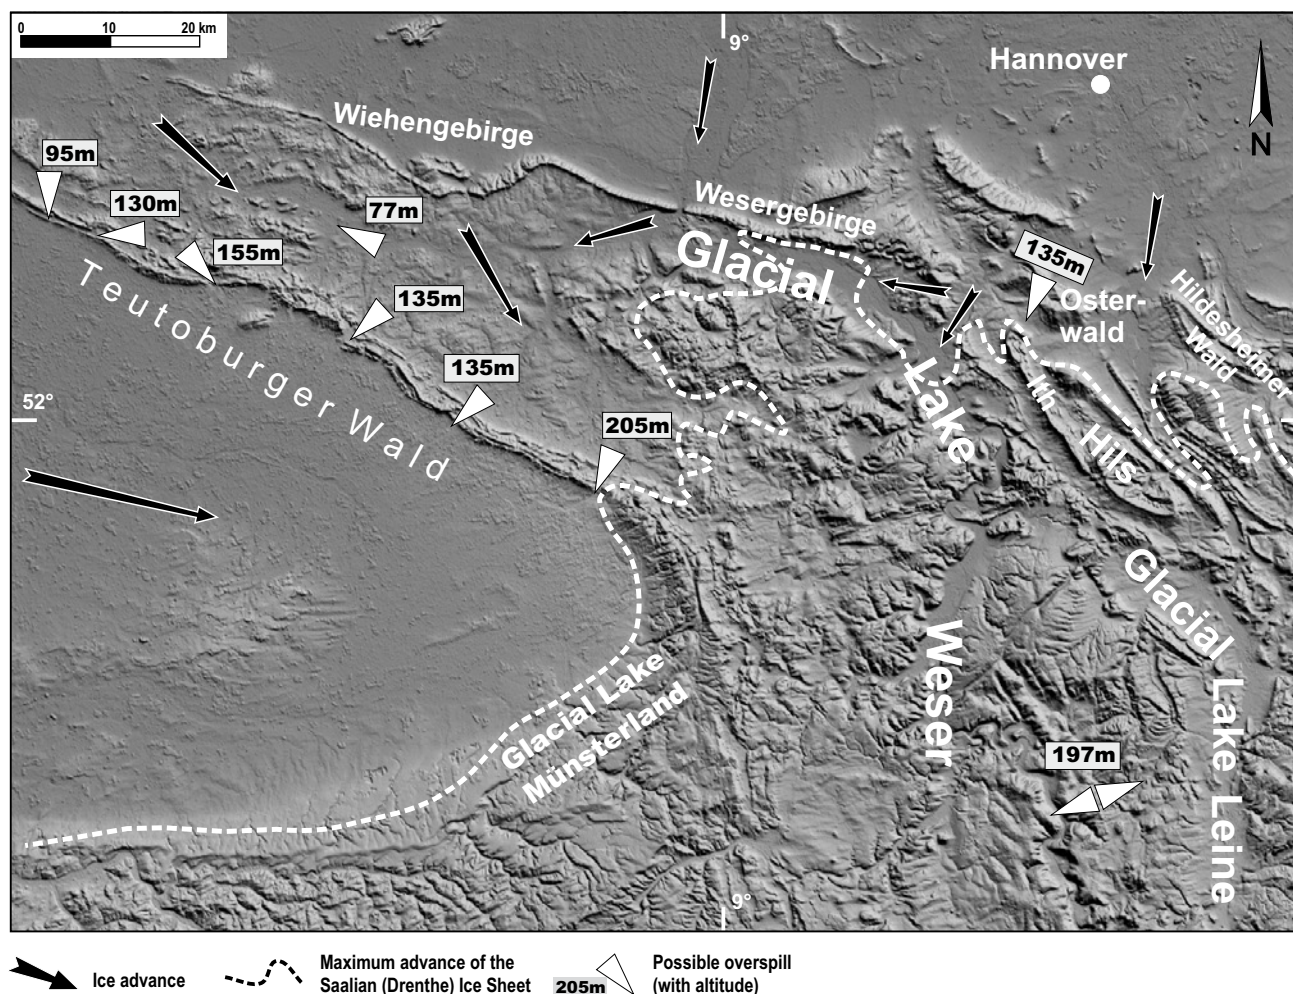 0 10 20 km
9°
Hannover
N
Wiehengebirge
95m
130m
77m
155m
Wesergebirge
Glacial
135m
Oster-
wald
Hildesheimer
Wald
Teutoburger Wald
135m
135m
Lake
Ith
Hils
52°
205m
Glacial
Glacial Lake
Münsterland
Weser
Lake Leine
197m
9°
Ice advance
Maximum advance of the
Saalian (Drenthe) Ice Sheet
205m
Possible overspill
(with altitude)